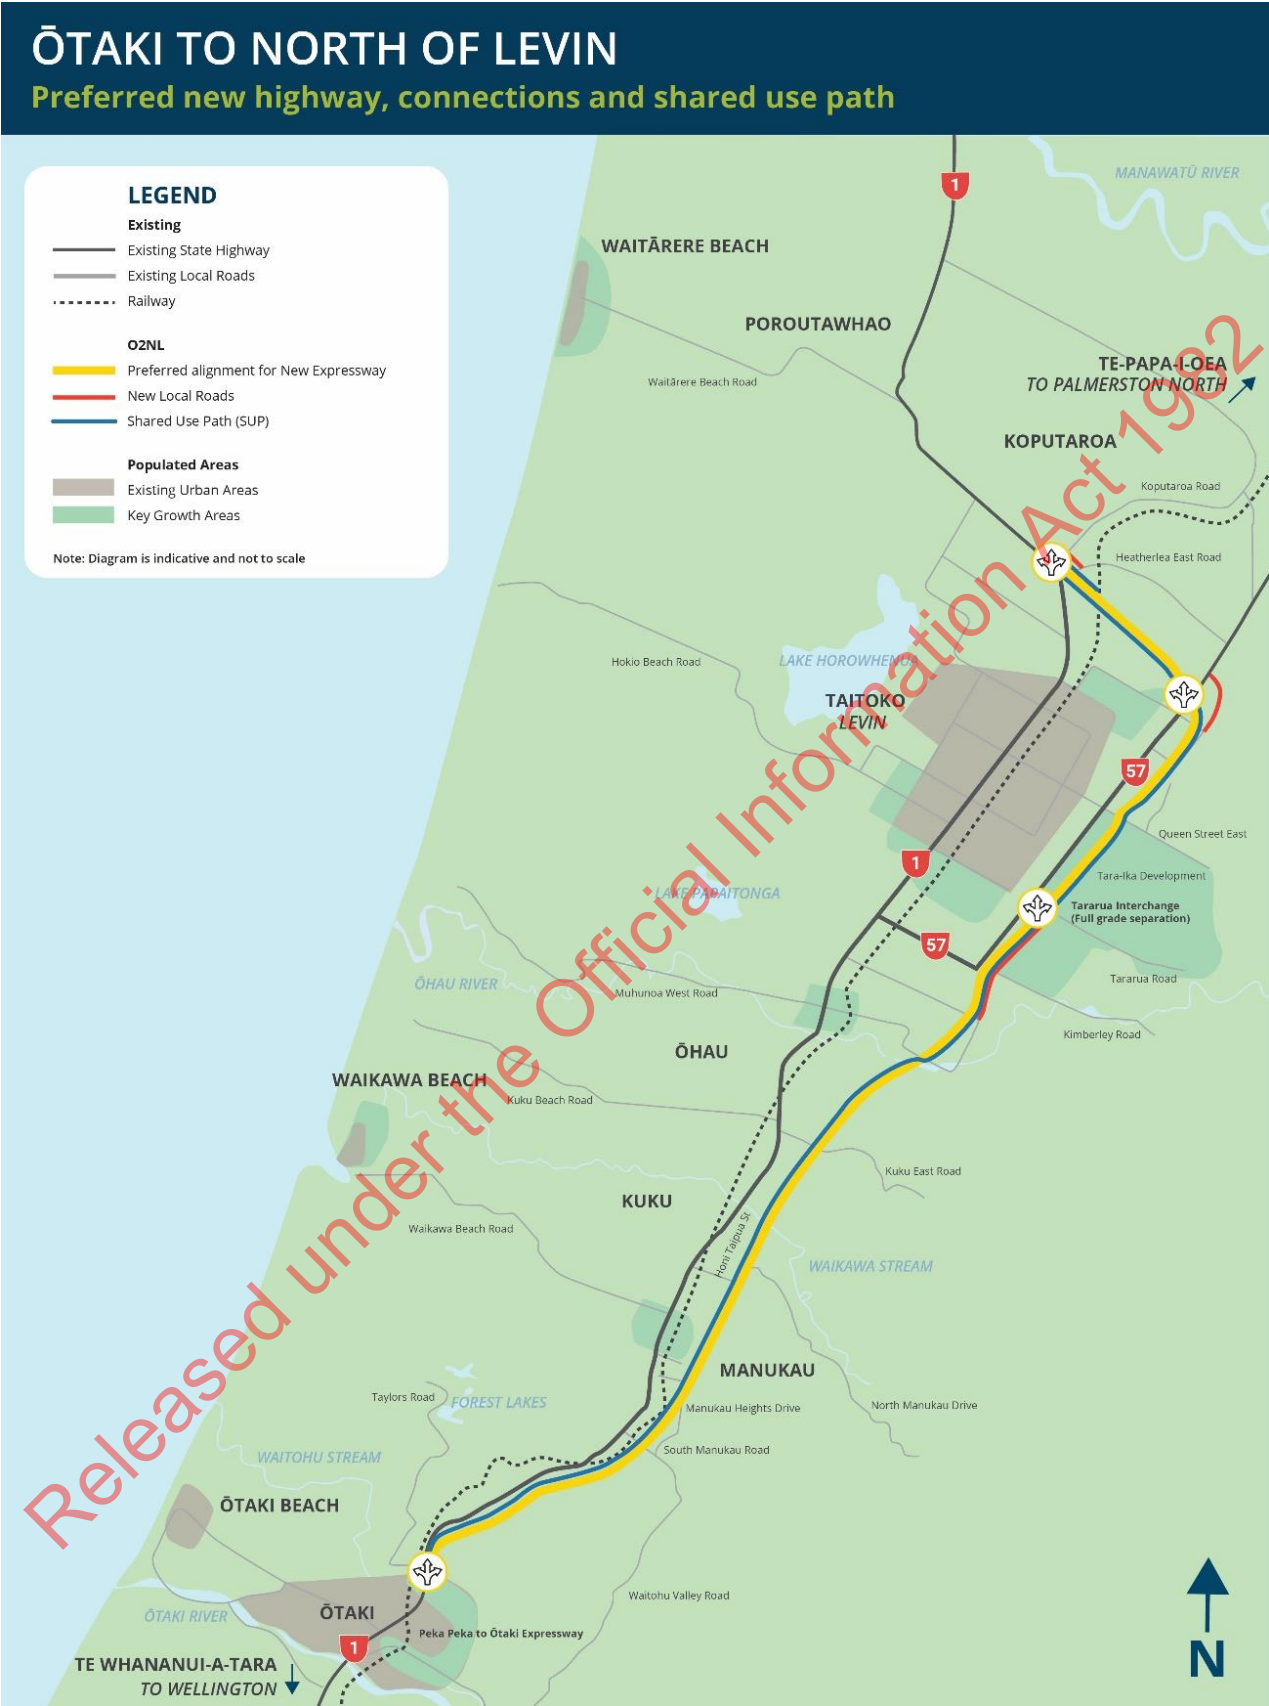 ŌTAKI TO NORTH OF LEVIN
Preferred new highway, connections and shared use path
LEGEND
Existing
Existing State Highway
Existing Local Roads
Railway
O2NL
Preferred alignment for New Expressway
New Local Roads
Shared Use Path (SUP)
Populated Areas
Existing Urban Areas
Key Growth Areas
Note: Diagram is indicative and not to scale
MANAWATŪ RIVER
1
WAITĀRERE BEACH
POROUTAWHAO
TE-PAPA-I-OEA
TO PALMERSTON NORTH
Waitārere Beach Road
KOPUTAROA
Koputaroa Road
Heatherlea East Road
Hokio Beach Road
LAKE HOROWHENUA
TAITOKO
LEVIN
57
Queen Street East
1
Tara-Ika Development
LAKE PAPAITONGA
Tararua Interchange
(Full grade separation)
57
Tararua Road
ŌHAU RIVER
Muhunoa West Road
Kimberley Road
ŌHAU
WAIKAWA BEACH
Kuku Beach Road
Kuku East Road
KUKU
Waikawa Beach Road
Honi Taipua St
WAIKAWA STREAM
MANUKAU
Taylors Road
FOREST LAKES
Manukau Heights Drive
North Manukau Drive
South Manukau Road
WAITOHU STREAM
ŌTAKI BEACH
Waitohu Valley Road
ŌTAKI RIVER
ŌTAKI
Peka Peka to Ōtaki Expressway
1
TE WHANANUI-A-TARA
TO WELLINGTON
N
Released under the Official Information Act 1982